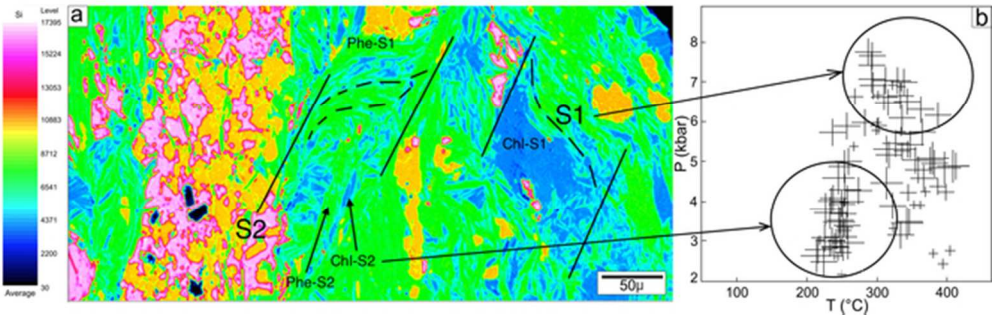 Si
Level
17395
15224
13053
10883
8712
6541
4371
2200
30
Average
a
Phe-S1
S1
Chl-S1
S2
Chl-S2
Phe-S2
50μ
b
P (kbar)
8
7
6
5
4
3
2
100
200
300
400
T (°C)